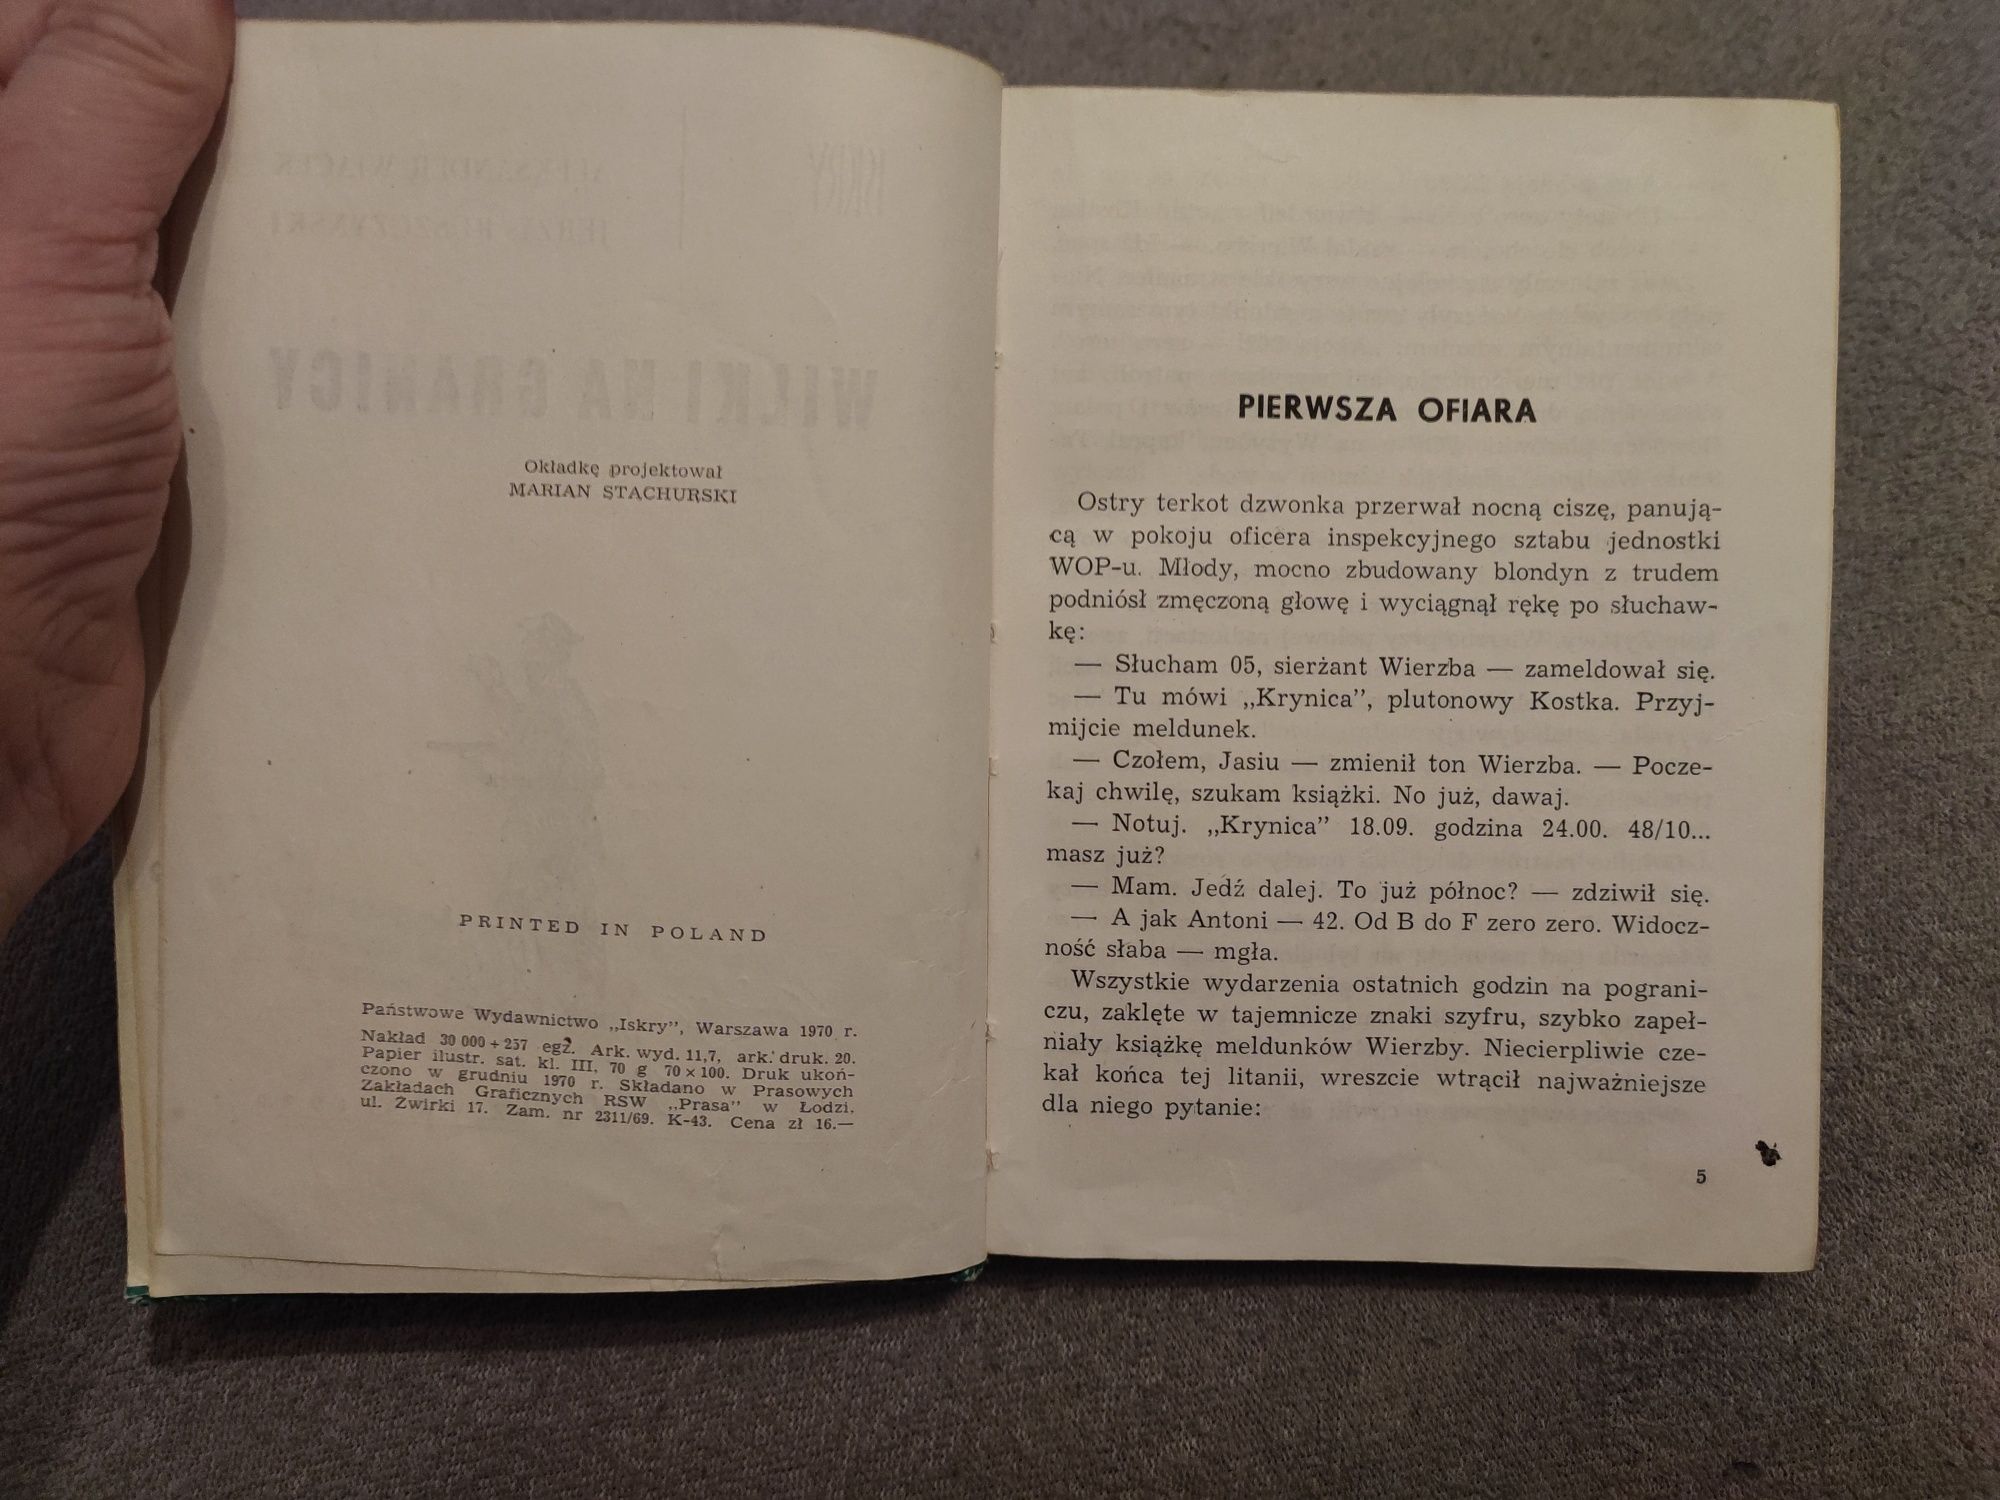 Okładkę projektował
MARIAN STACHURSKI
PRINTED IN POLAND
Państwowe Wydawnictwo „Iskry”, Warszawa 1970 r.
Nakład 30 000 + 257 egz. Ark. wyd. 11,7, ark. druk. 20.
Papier ilustr. sat. kl. III, 70 g 70 × 100. Druk ukoń-
czono w grudniu 1970 r. Składano w Prasowych
Zakładach Graficznych RSW „Prasa” w Łodzi,
ul. Żwirki 17. Zam. nr 2311/69. K-43. Cena zł 16.—
PIERWSZA OFIARA
Ostry terkot dzwonka przerwał nocną ciszę, panują-
cą w pokoju oficera inspekcyjnego sztabu jednostki
WOP-u. Młody, mocno zbudowany blondyn z trudem
podniósł zmęczoną głowę i wyciągnął rękę po słuchaw-
kę:
— Słucham 05, sierżant Wierzba — zameldował się.
— Tu mówi „Krynica”, plutonowy Kostka. Przyj-
mijcie meldunek.
— Czołem, Jasiu — zmienił ton Wierzba. — Pocze-
kaj chwilę, szukam książki. No już, dawaj.
— Notuj. „Krynica” 18.09. godzina 24.00. 48/10...
masz już?
— Mam. Jedź dalej. To już północ? — zdziwił się.
— A jak Antoni — 42. Od B do F zero zero. Widocz-
ność słaba — mgła.
Wszystkie wydarzenia ostatnich godzin na pograni-
czu, zaklęte w tajemnicze znaki szyfru, szybko zapeł-
niały książkę meldunków Wierzby. Niecierpliwie cze-
kał końca tej litanii, wreszcie wtrącił najważniejsze
dla niego pytanie:
5